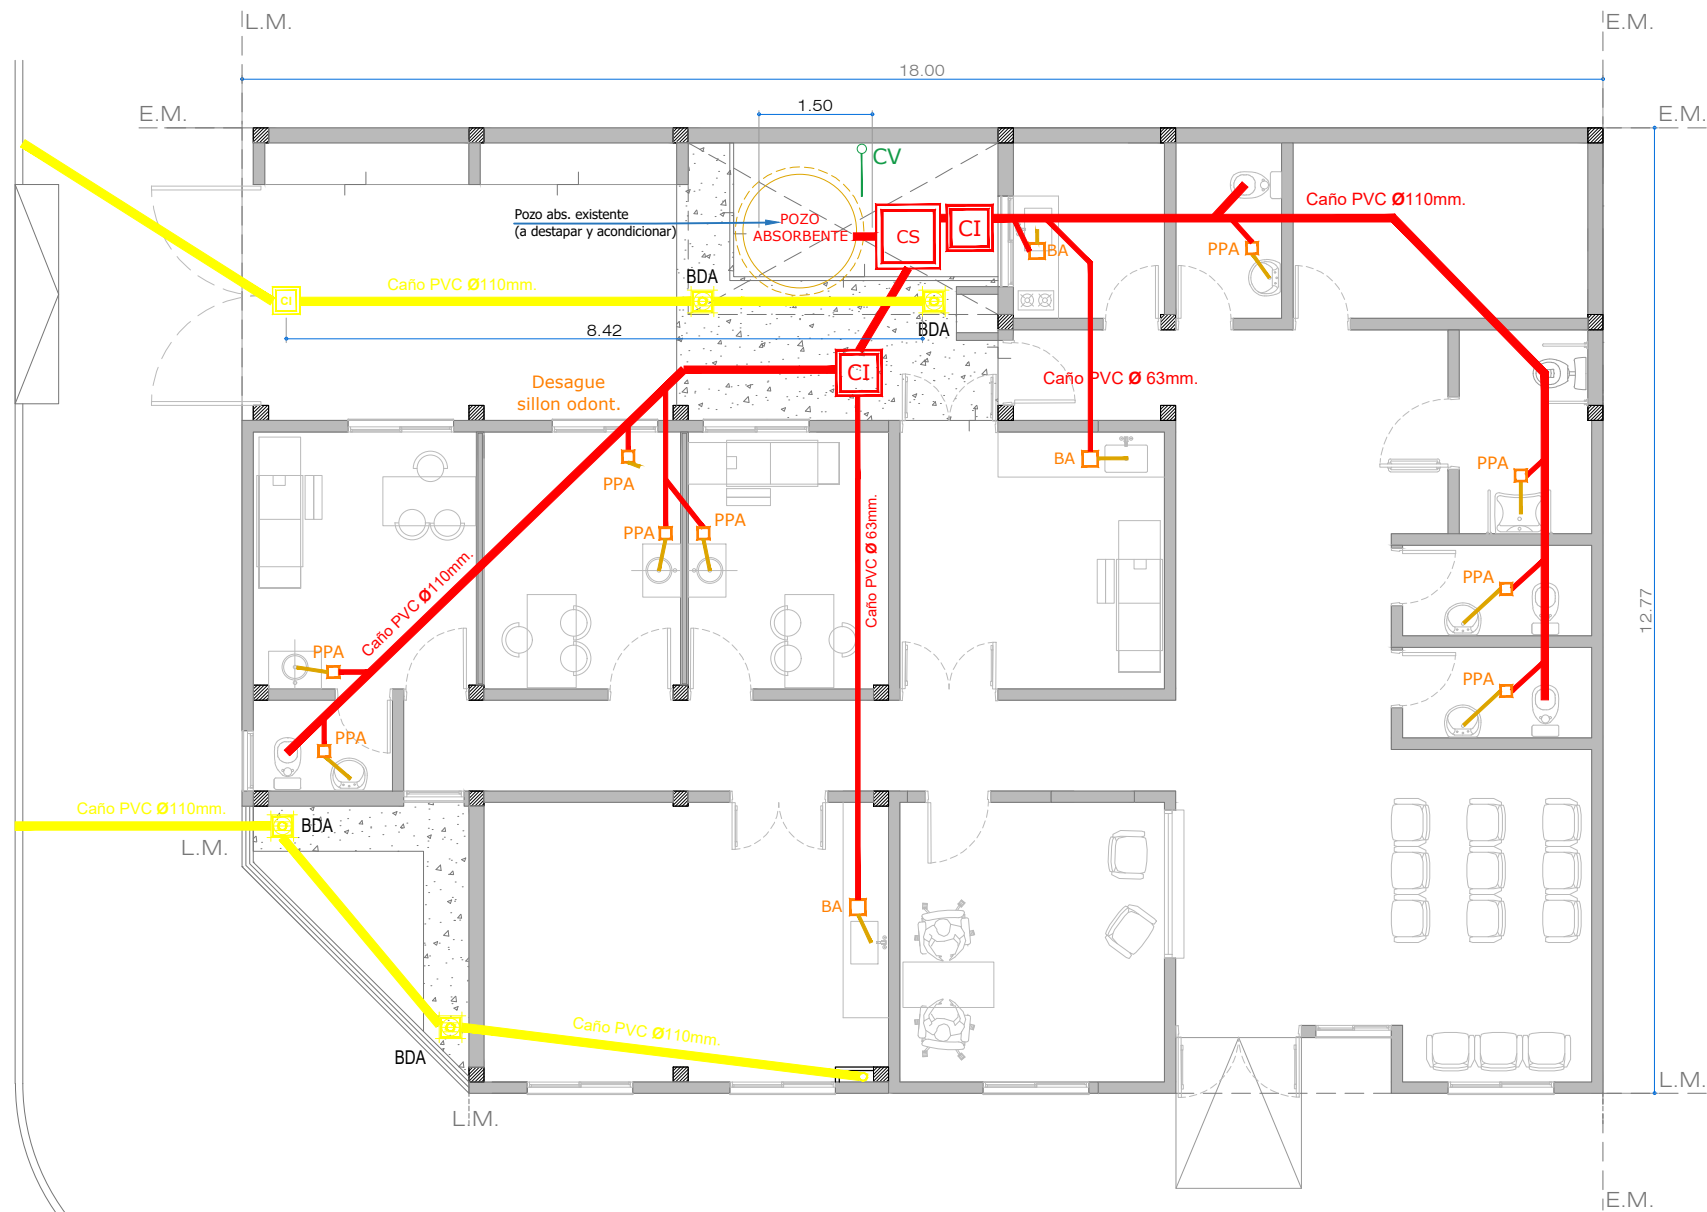 L.M.
E.M.
18.00
1.50
E.M.
E.M.
CV
Pozo abs. existente
(a destapar y acondicionar)
POZO
ABSORBENTE
CS
CI
Caño PVC Ø110mm.
BA
PPA
BDA
Caño PVC Ø110mm.
CI
8.42
BDA
CI
Desague
sillon odont.
Caño PVC Ø 63mm.
BA
PPA
PPA
PPA
PPA
Caño PVC Ø 63mm.
Caño PVC Ø110mm.
PPA
12.77
PPA
PPA
PPA
Caño PVC Ø110mm.
BDA
L.M.
BA
Caño PVC Ø110mm.
BDA
L.M.
L.M.
E.M.